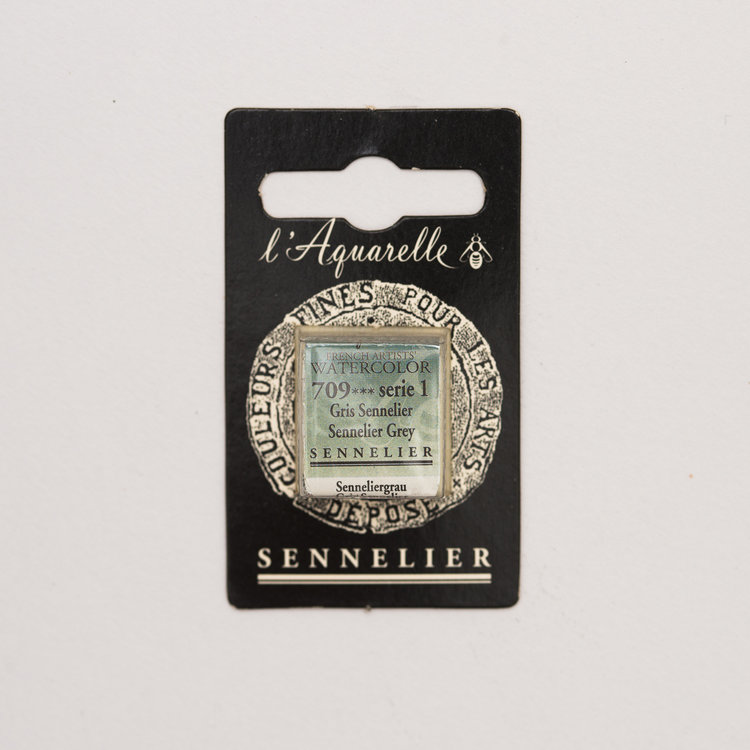 l'Aquarelle
COULEURS FINES POUR LES ARTS
FRENCH ARTISTS'
WATERCOLOR
709*** serie 1
Gris Sennelier
Sennelier Grey
SENNELIER
Senneliergrau
DÉPOSÉ
SENNELIER